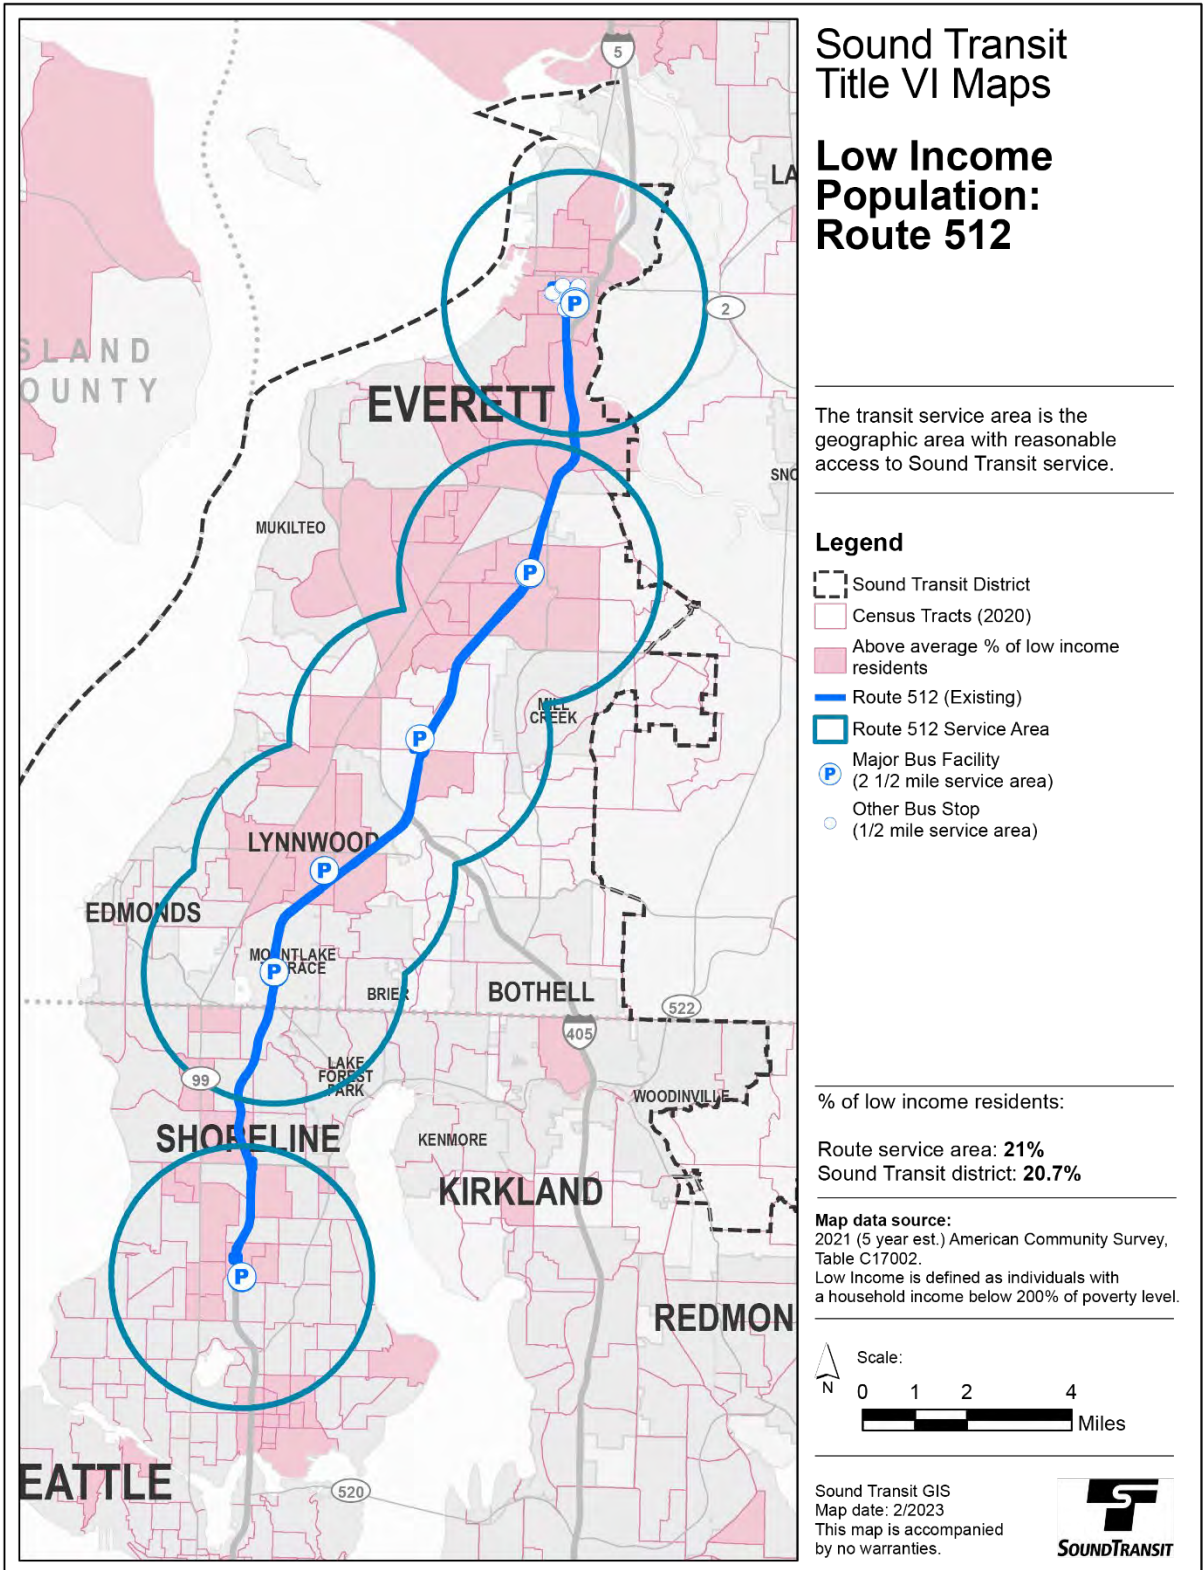 Sound Transit
Title VI Maps
Low Income
Population:
Route 512
The transit service area is the
geographic area with reasonable
access to Sound Transit service.
Legend
Sound Transit District
Census Tracts (2020)
Above average % of low income
residents
Route 512 (Existing)
Route 512 Service Area
P
Major Bus Facility
(2 1/2 mile service area)
Other Bus Stop
(1/2 mile service area)
% of low income residents:
Route service area: 21%
Sound Transit district: 20.7%
Map data source:
2021 (5 year est.) American Community Survey,
Table C17002.
Low Income is defined as individuals with
a household income below 200% of poverty level.
N
Scale:
0 1 2 4
Miles
Sound Transit GIS
Map date: 2/2023
This map is accompanied
by no warranties.
SOUNDTRANSIT
5
LA
P
2
SLAND
OUNTY
EVERETT
SNO
MUKILTEO
P
MILL
CREEK
P
LYNNWOOD
P
EDMONDS
MOUNTLAKE
RACE
P
BRIER
BOTHELL
522
405
99
LAKE
FOREST
PARK
WOODINVILLE
SHORELINE
KENMORE
KIRKLAND
P
REDMON
EATTLE
520